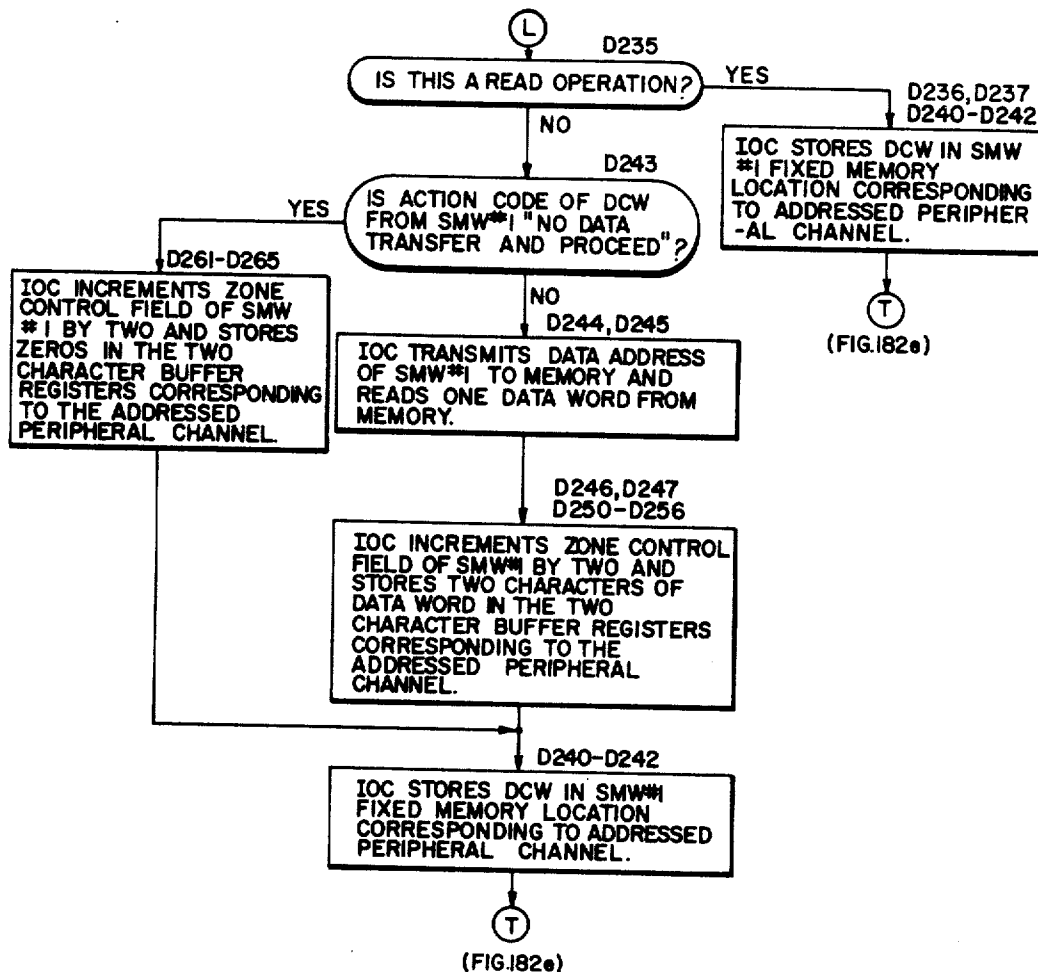 L
D235
IS THIS A READ OPERATION?
YES
NO
D236, D237
D240-D242
IOC STORES DCW IN SMW
#1 FIXED MEMORY
LOCATION CORRESPONDING
TO ADDRESSED PERIPHER
-AL CHANNEL.
T
(FIG.182e)
D243
IS ACTION CODE OF DCW
FROM SMW#1 "NO DATA
TRANSFER AND PROCEED"?
YES
NO
D261-D265
IOC INCREMENTS ZONE
CONTROL FIELD OF SMW
#1 BY TWO AND STORES
ZEROS IN THE TWO
CHARACTER BUFFER
REGISTERS CORRESPONDING
TO THE ADDRESSED
PERIPHERAL CHANNEL.
D244, D245
IOC TRANSMITS DATA ADDRESS
OF SMW#1 TO MEMORY AND
READS ONE DATA WORD FROM
MEMORY.
D246, D247
D250-D256
IOC INCREMENTS ZONE CONTROL
FIELD OF SMW#1 BY TWO AND
STORES TWO CHARACTERS OF
DATA WORD IN THE TWO
CHARACTER BUFFER REGISTERS
CORRESPONDING TO THE
ADDRESSED PERIPHERAL
CHANNEL.
D240-D242
IOC STORES DCW IN SMW#1
FIXED MEMORY LOCATION
CORRESPONDING TO ADDRESSED
PERIPHERAL CHANNEL.
T
(FIG.182e)